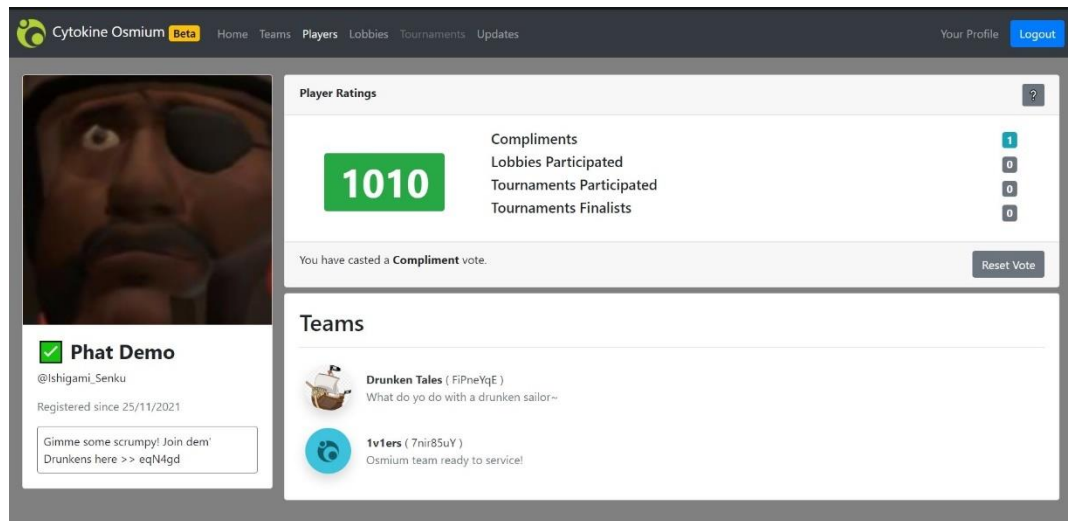 Cytokine Osmium Beta Home Teams Players Lobbies Tournaments Updates Your Profile Logout
Phat Demo
@Ishigami_Senku
Registered since 25/11/2021
Gimme some scrumpy! Join dem'
Drunkens here >> eqN4gd
Player Ratings ?
1010
Compliments 1
Lobbies Participated 0
Tournaments Participated 0
Tournaments Finalists 0
You have casted a Compliment vote. Reset Vote
Teams
Drunken Tales ( FiPneYqE )
What do yo do with a drunken sailor~
1v1ers ( 7nir85uY )
Osmium team ready to service!